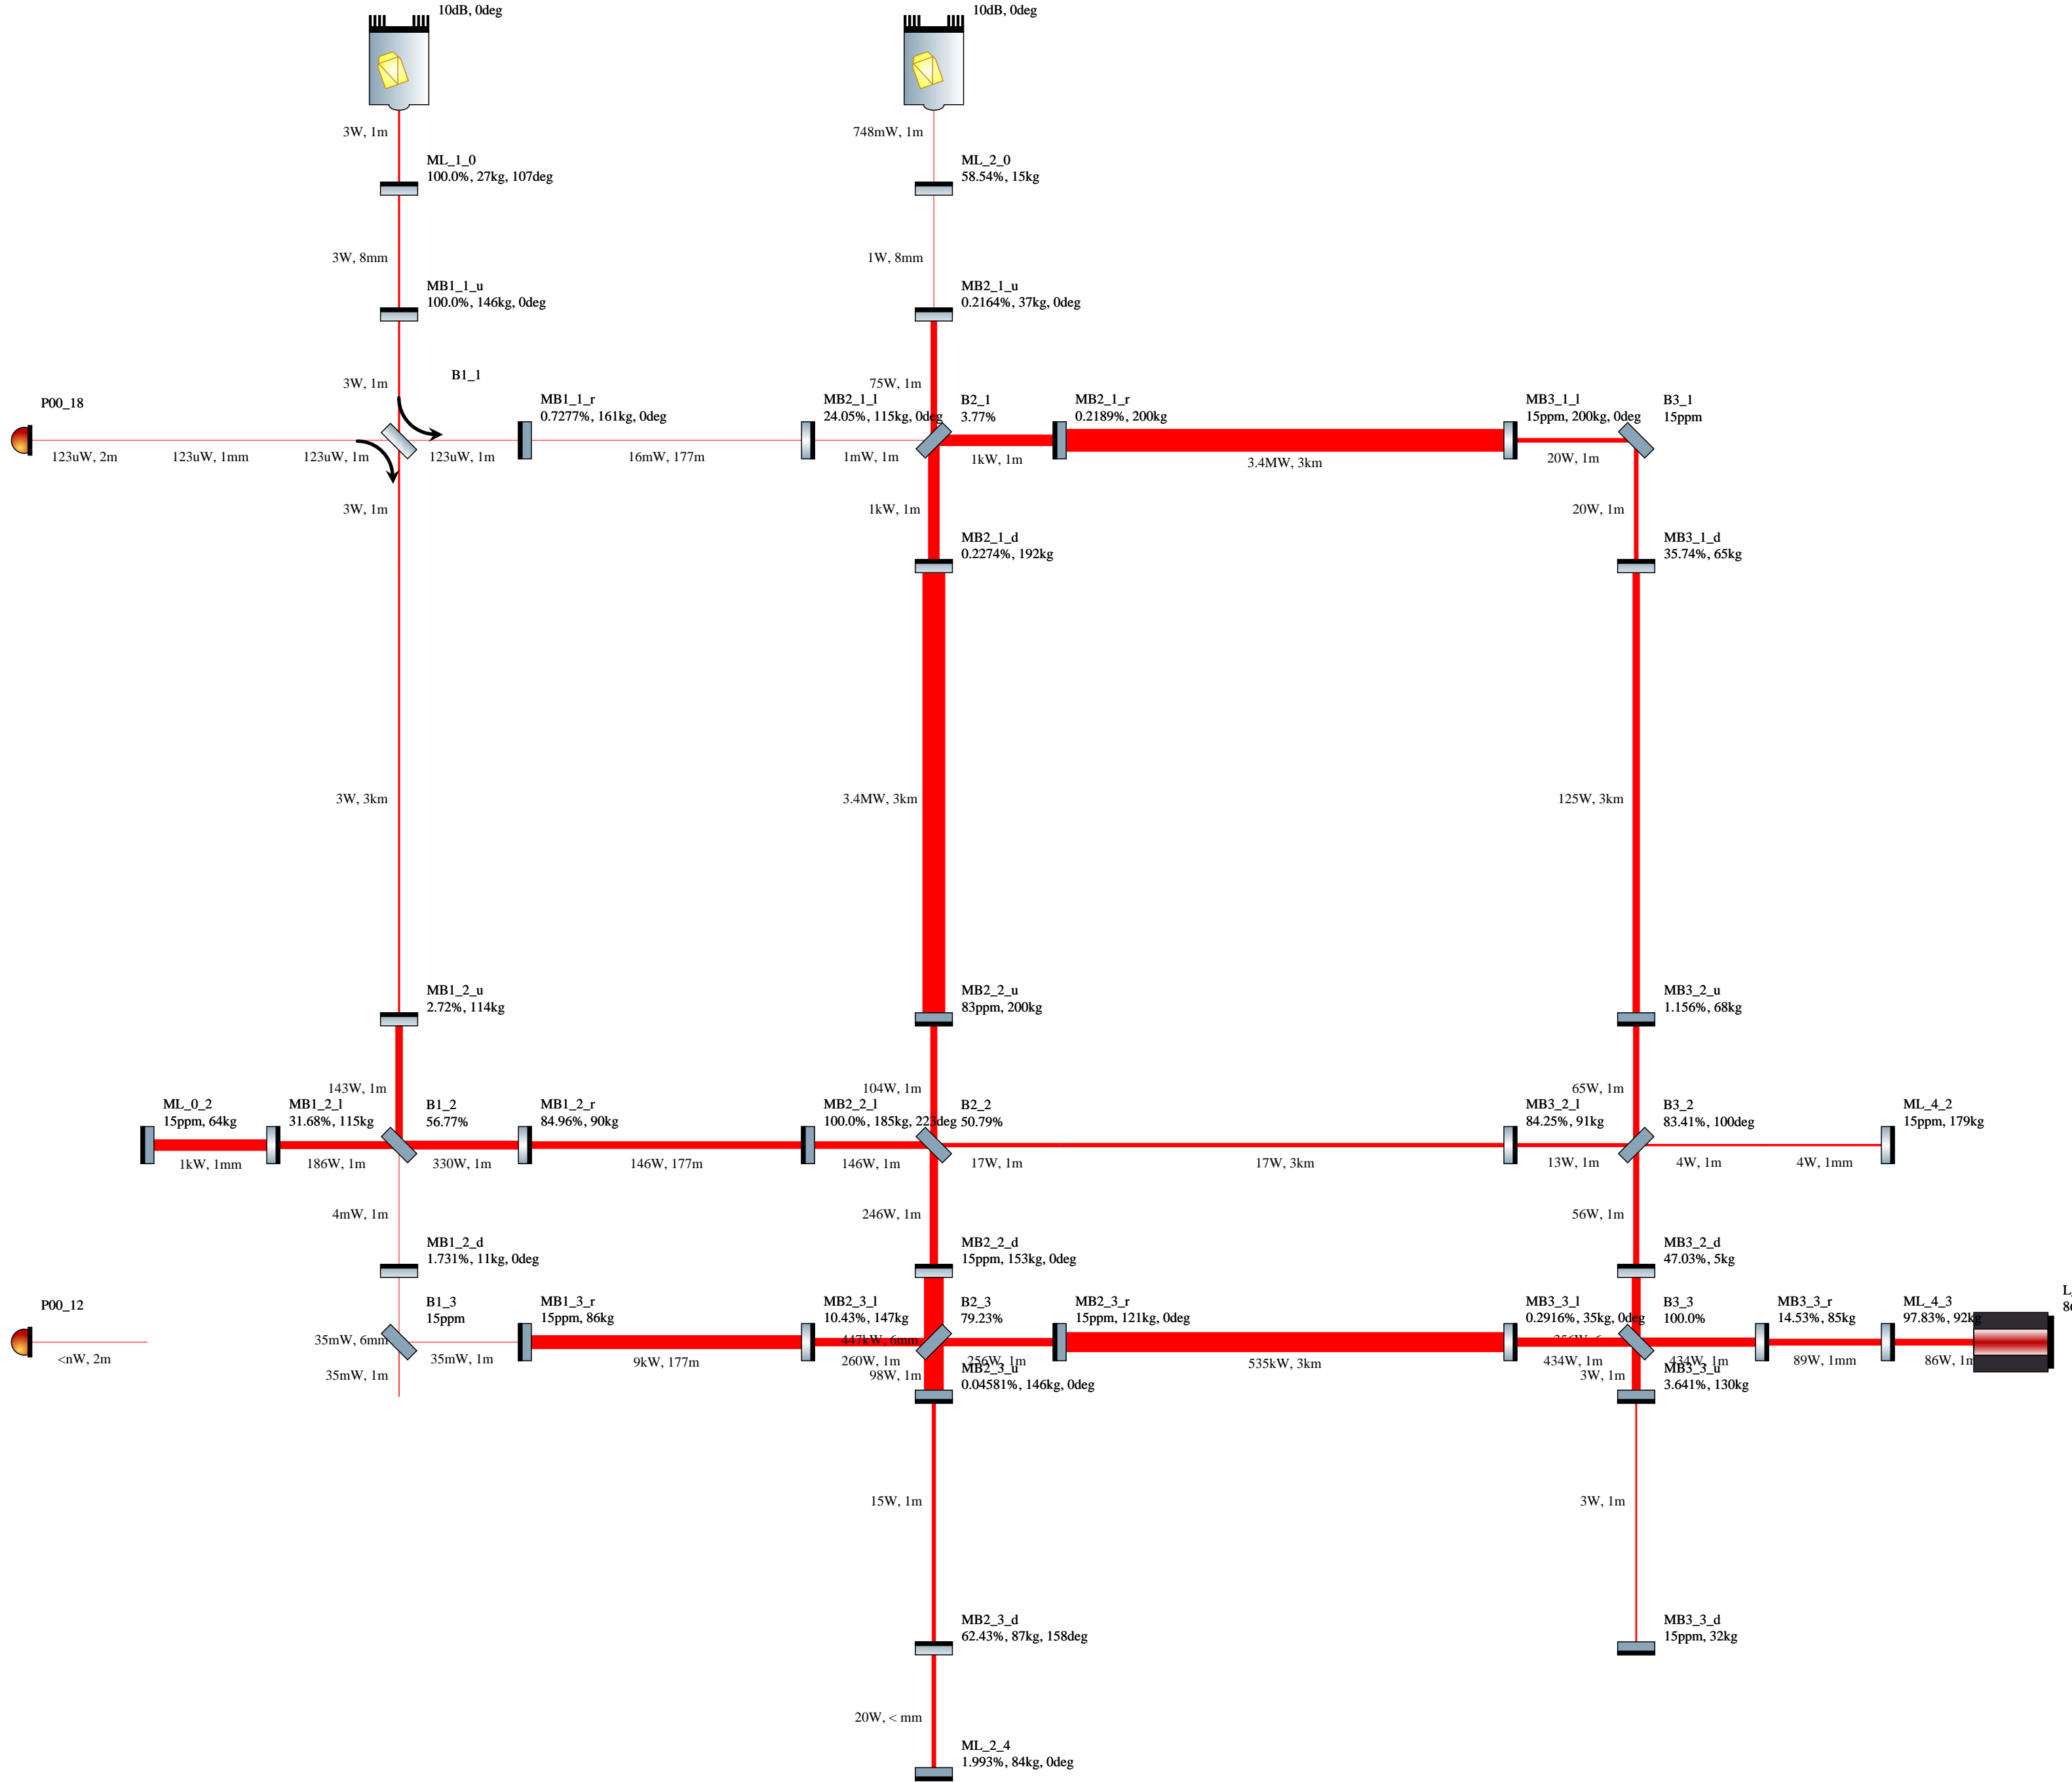 10dB, 0deg
10dB, 0deg
3W, 1m
748mW, 1m
ML_1_0
100.0%, 27kg, 107deg
ML_2_0
58.54%, 15kg
3W, 8mm
1W, 8mm
MB1_1_u
100.0%, 146kg, 0deg
MB2_1_u
0.2164%, 37kg, 0deg
3W, 1m
B1_1
75W, 1m
P00_18
MB1_1_r
0.7277%, 161kg, 0deg
MB2_1_l
24.05%, 115kg, 0deg
B2_1
3.77%
MB2_1_r
0.2189%, 200kg
MB3_1_l
15ppm, 200kg, 0deg
B3_1
15ppm
123uW, 2m
123uW, 1mm
123uW, 1m
123uW, 1m
16mW, 177m
1mW, 1m
1kW, 1m
3.4MW, 3km
20W, 1m
3W, 1m
1kW, 1m
20W, 1m
MB2_1_d
0.2274%, 192kg
MB3_1_d
35.74%, 65kg
3W, 3km
3.4MW, 3km
125W, 3km
MB1_2_u
2.72%, 114kg
MB2_2_u
83ppm, 200kg
MB3_2_u
1.156%, 68kg
143W, 1m
104W, 1m
65W, 1m
ML_0_2
15ppm, 64kg
MB1_2_l
31.68%, 115kg
B1_2
56.77%
MB1_2_r
84.96%, 90kg
MB2_2_l
100.0%, 185kg, 223deg
B2_2
50.79%
MB3_2_l
84.25%, 91kg
B3_2
83.41%, 100deg
ML_4_2
15ppm, 179kg
1kW, 1mm
186W, 1m
330W, 1m
146W, 177m
146W, 1m
17W, 1m
17W, 3km
13W, 1m
4W, 1m
4W, 1mm
4mW, 1m
246W, 1m
56W, 1m
MB1_2_d
1.731%, 11kg, 0deg
MB2_2_d
15ppm, 153kg, 0deg
MB3_2_d
47.03%, 5kg
P00_12
B1_3
15ppm
MB1_3_r
15ppm, 86kg
MB2_3_l
10.43%, 147kg
B2_3
79.23%
MB2_3_r
15ppm, 121kg, 0deg
MB3_3_l
0.2916%, 35kg, 0deg
B3_3
100.0%
MB3_3_r
14.53%, 85kg
ML_4_3
97.83%, 92kg
35mW, 6mm
447kW, 6mm
<nW, 2m
35mW, 1m
9kW, 177m
260W, 1m
256W, 1m
535kW, 3km
434W, 1m
434W, 1m
89W, 1mm
86W, 1m
35mW, 1m
98W, 1m
MB2_3_u
0.04581%, 146kg, 0deg
3W, 1m
MB3_3_u
3.641%, 130kg
15W, 1m
3W, 1m
MB2_3_d
62.43%, 87kg, 158deg
MB3_3_d
15ppm, 32kg
20W, < mm
ML_2_4
1.993%, 84kg, 0deg